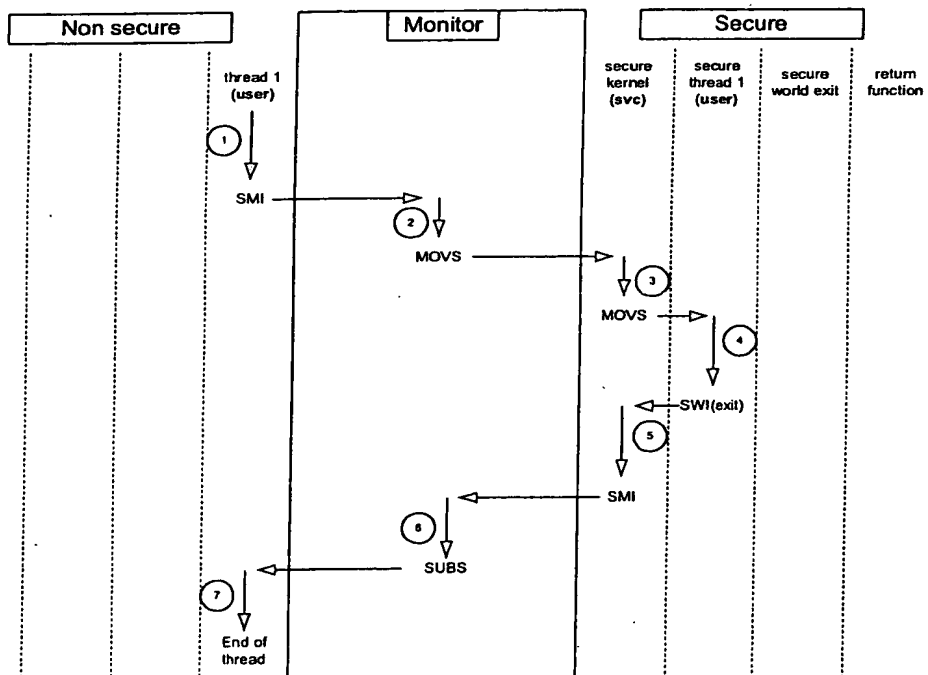 Non secure
Monitor
Secure
thread 1
(user)
secure
kernel
(svc)
secure
thread 1
(user)
secure
world exit
return
function
1
SMI
2
MOVS
3
MOVS
4
SWI(exit)
5
SMI
6
SUBS
7
End of
thread